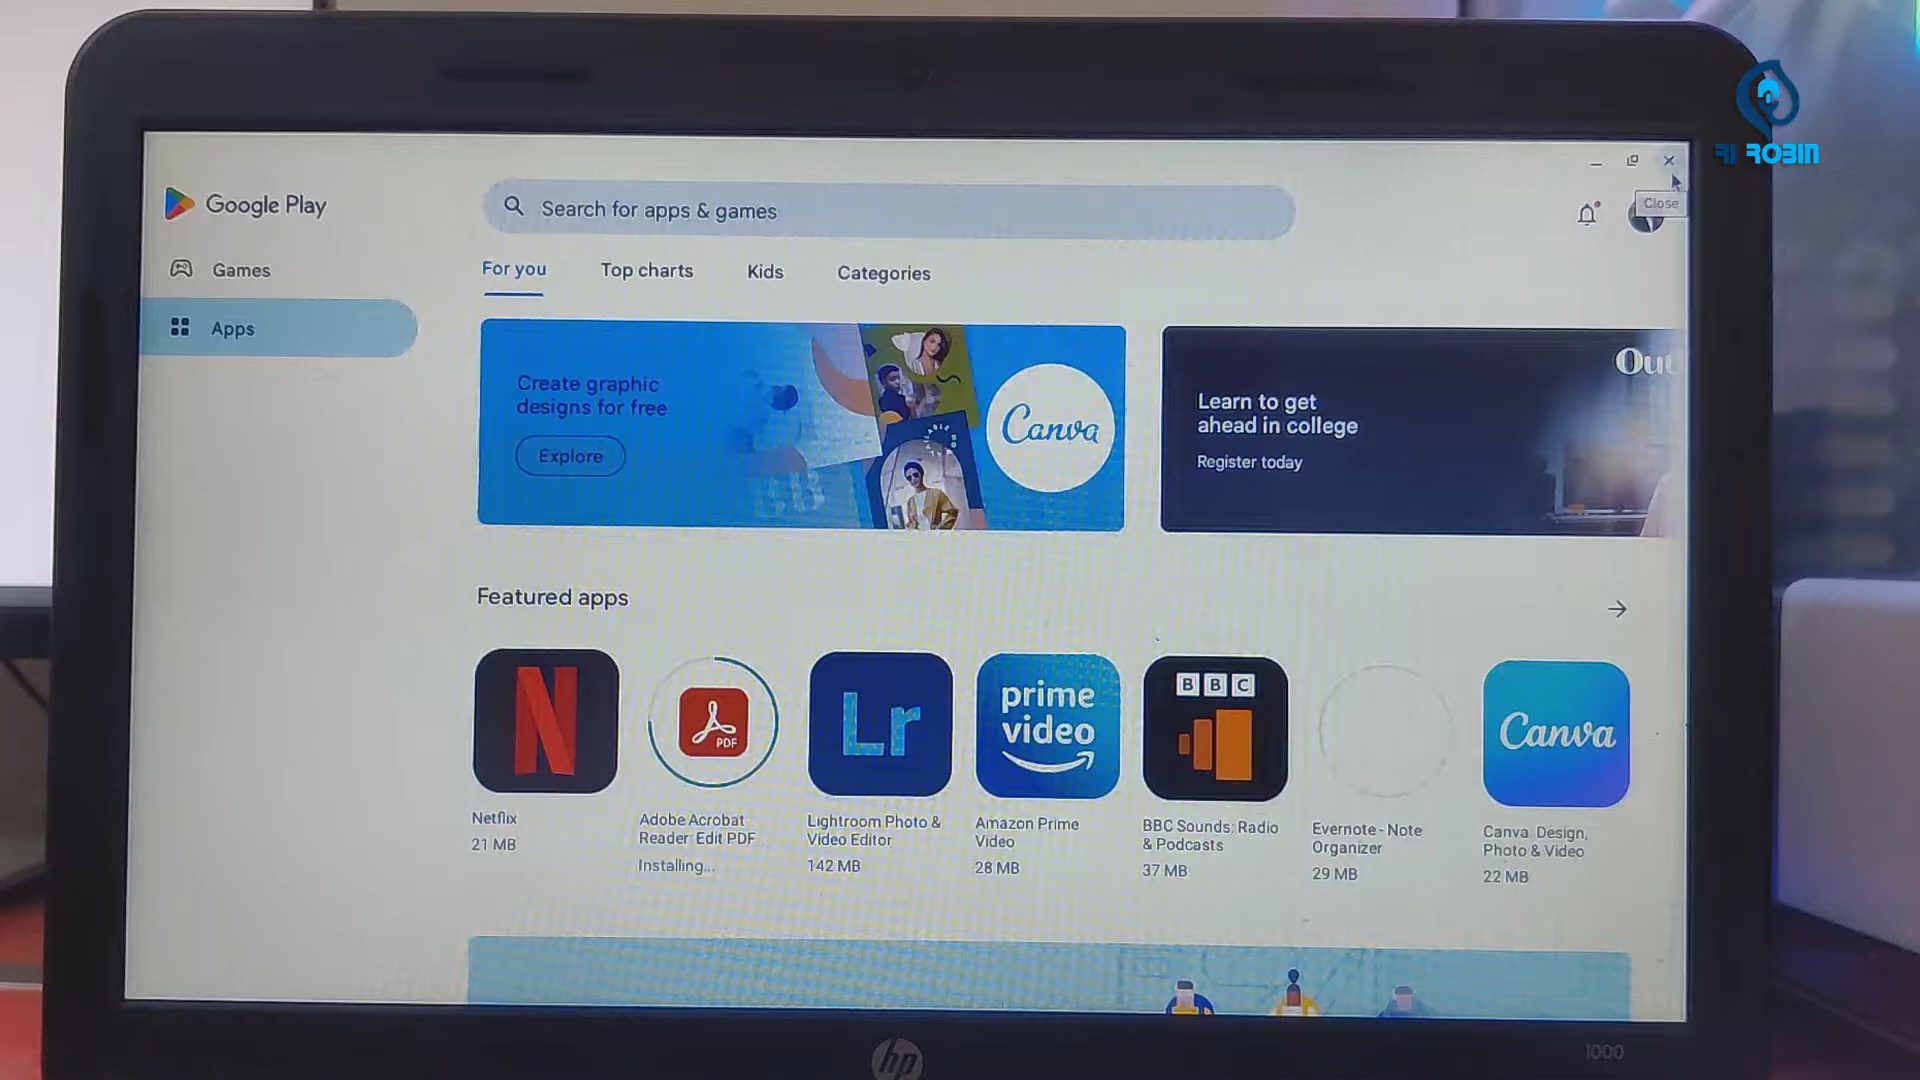 RI ROBIN
Close
Google Play
Search for apps & games
Games
Apps
For you
Top charts
Kids
Categories
Create graphic
designs for free
Explore
Canva
Learn to get
ahead in college
Register today
Out
Featured apps
N
PDF
Lr
prime
video
BBC
Canva
Netflix
21 MB
Adobe Acrobat
Reader: Edit PDF
Installing...
Lightroom Photo &
Video Editor
142 MB
Amazon Prime
Video
28 MB
BBC Sounds: Radio
& Podcasts
37 MB
Evernote - Note
Organizer
29 MB
Canva: Design,
Photo & Video
22 MB
hp
1000